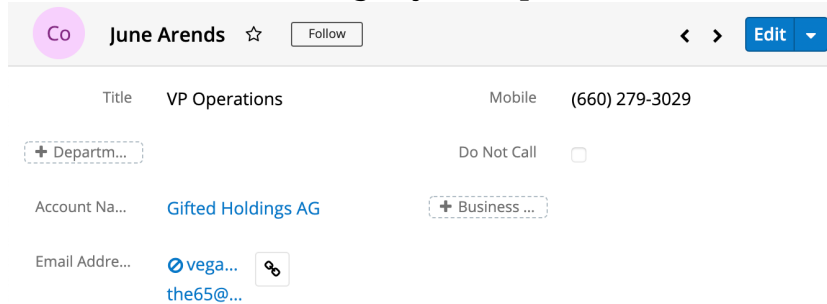 Co June Arends Follow Edit
Title VP Operations Mobile (660) 279-3029
+ Departm... Do Not Call
Account Na... Gifted Holdings AG + Business ...
Email Addre... vega...
the65@...